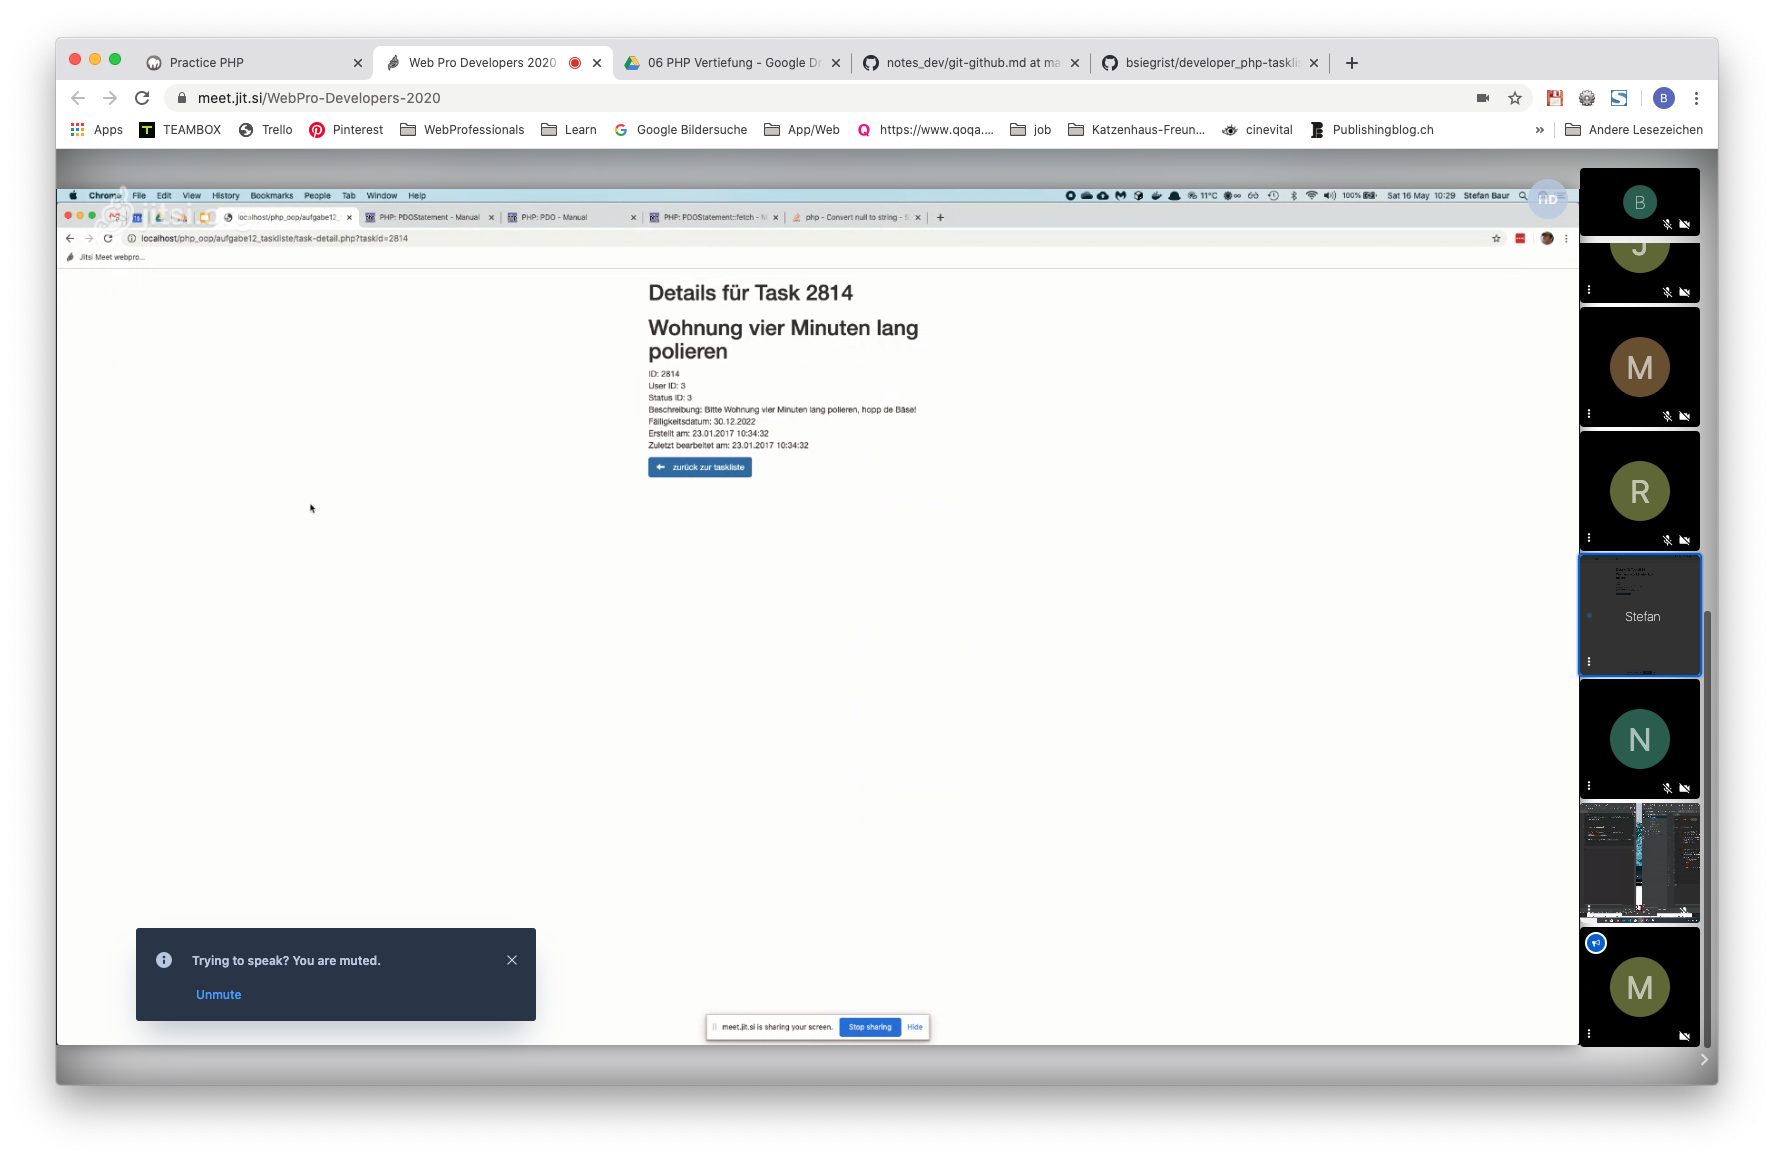 Practice PHP
Web Pro Developers 2020
06 PHP Vertiefung - Google Dr
notes_dev/git-github.md at ma
bsiegrist/developer_php-taskli
meet.jit.si/WebPro-Developers-2020
B
Apps
TEAMBOX
Trello
Pinterest
WebProfessionals
Learn
Google Bildersuche
App/Web
https://www.qoqa....
job
Katzenhaus-Freun...
cinevital
Publishingblog.ch
»
Andere Lesezeichen
Chrome File Edit View History Bookmarks People Tab Window Help
11°C
100%
Sat 16 May 10:29 Stefan Baur
HD
jitsi
localhost/php_oop/aufgabe12_
PHP: PDOStatement - Manual
PHP: PDO - Manual
PHP: PDOStatement::fetch - M
php - Convert null to string - S
localhost/php_oop/aufgabe12_taskliste/task-detail.php?taskid=2814
Jitsi Meet webpro...
Details für Task 2814
Wohnung vier Minuten lang
polieren
ID: 2814
User ID: 3
Status ID: 3
Beschreibung: Bitte Wohnung vier Minuten lang polieren, hopp de Bäse!
Fälligkeitsdatum: 30.12.2022
Erstellt am: 23.01.2017 10:34:32
Zuletzt bearbeitet am: 23.01.2017 10:34:32
zurück zur taskliste
B
J
M
R
Stefan
N
M
Trying to speak? You are muted.
Unmute
meet.jit.si is sharing your screen.
Stop sharing
Hide